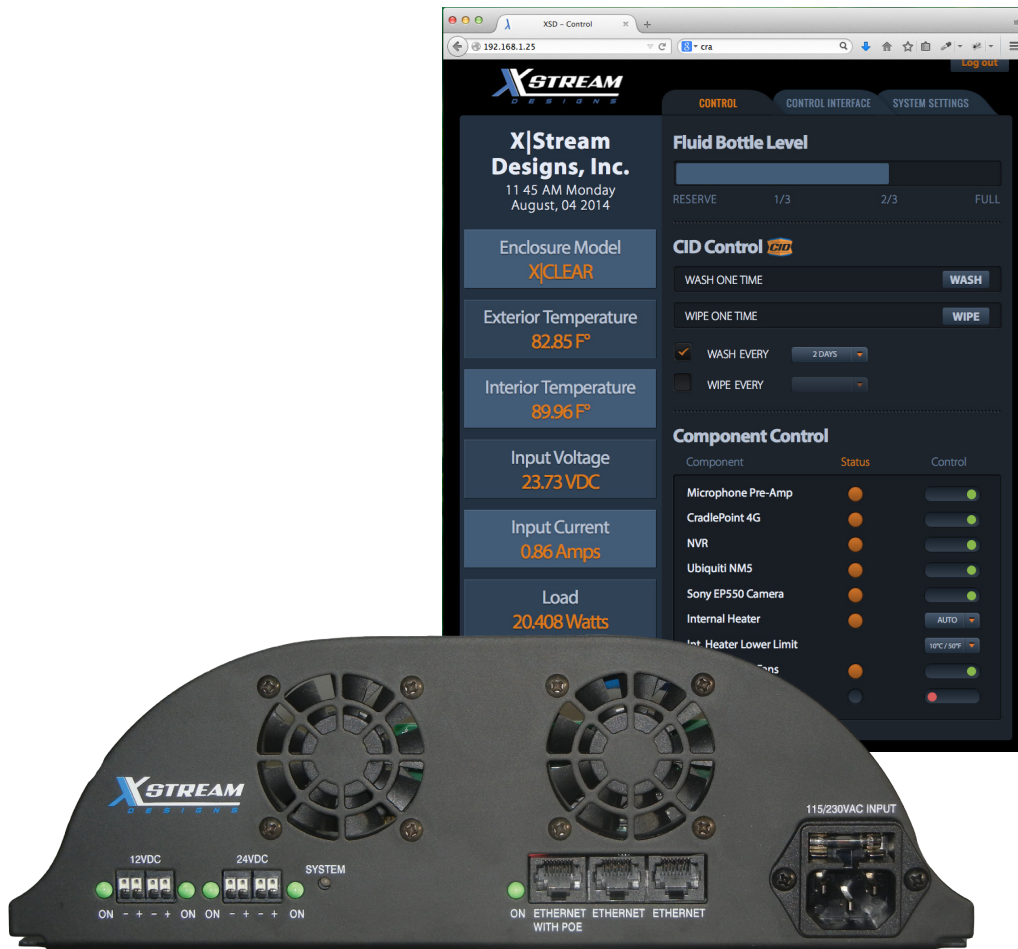 XSD - Control
192.168.1.25
cra
Log out
XSTREAM
DESIGNS
CONTROL
CONTROL INTERFACE
SYSTEM SETTINGS
X|Stream
Designs, Inc.
11 45 AM Monday
August, 04 2014
Enclosure Model
X|CLEAR
Exterior Temperature
82.85 F°
Interior Temperature
89.96 F°
Input Voltage
23.73 VDC
Input Current
0.86 Amps
Load
20.408 Watts
Fluid Bottle Level
RESERVE 1/3 2/3 FULL
CID Control CID
WASH ONE TIME WASH
WIPE ONE TIME WIPE
WASH EVERY 2 DAYS
WIPE EVERY
Component Control
Component Status Control
Microphone Pre-Amp
CradlePoint 4G
NVR
Ubiquiti NM5
Sony EP550 Camera
Internal Heater AUTO
Int. Heater Lower Limit 10°C / 50°F
Fans
XSTREAM
DESIGNS
115/230VAC INPUT
12VDC 24VDC SYSTEM
ON - + - + ON ON - + - + ON
ON ETHERNET WITH POE ETHERNET ETHERNET